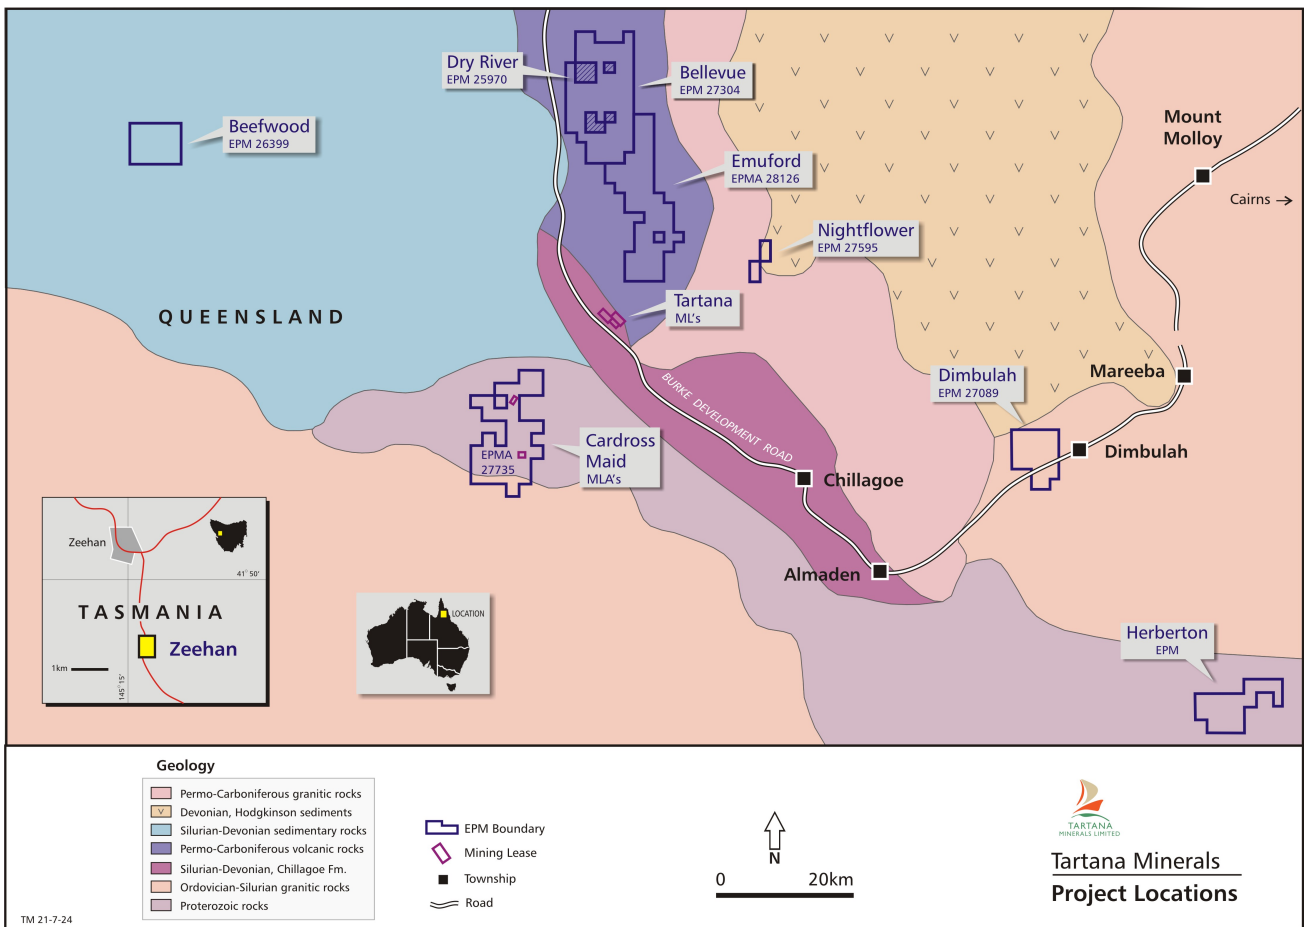 Dry River
EPM 25970
Bellevue
EPM 27304
Beefwood
EPM 26399
Mount
Molloy
Emuford
EPMA 28126
Cairns →
Nightflower
EPM 27595
QUEENSLAND
Tartana
ML's
Mareeba
Dimbulah
EPM 27089
BURKE DEVELOPMENT ROAD
Cardross
Maid
MLA's
EPMA
27735
Dimbulah
Chillagoe
Almaden
Zeehan
41° 50'
TASMANIA
Zeehan
1km
145° 15'
LOCATION
Herberton
EPM
Geology
Permo-Carboniferous granitic rocks
Devonian, Hodgkinson sediments
Silurian-Devonian sedimentary rocks
Permo-Carboniferous volcanic rocks
Silurian-Devonian, Chillagoe Fm.
Ordovician-Silurian granitic rocks
Proterozoic rocks
EPM Boundary
Mining Lease
Township
Road
N
0 20km
TARTANA
MINERALS LIMITED
Tartana Minerals
Project Locations
TM 21-7-24